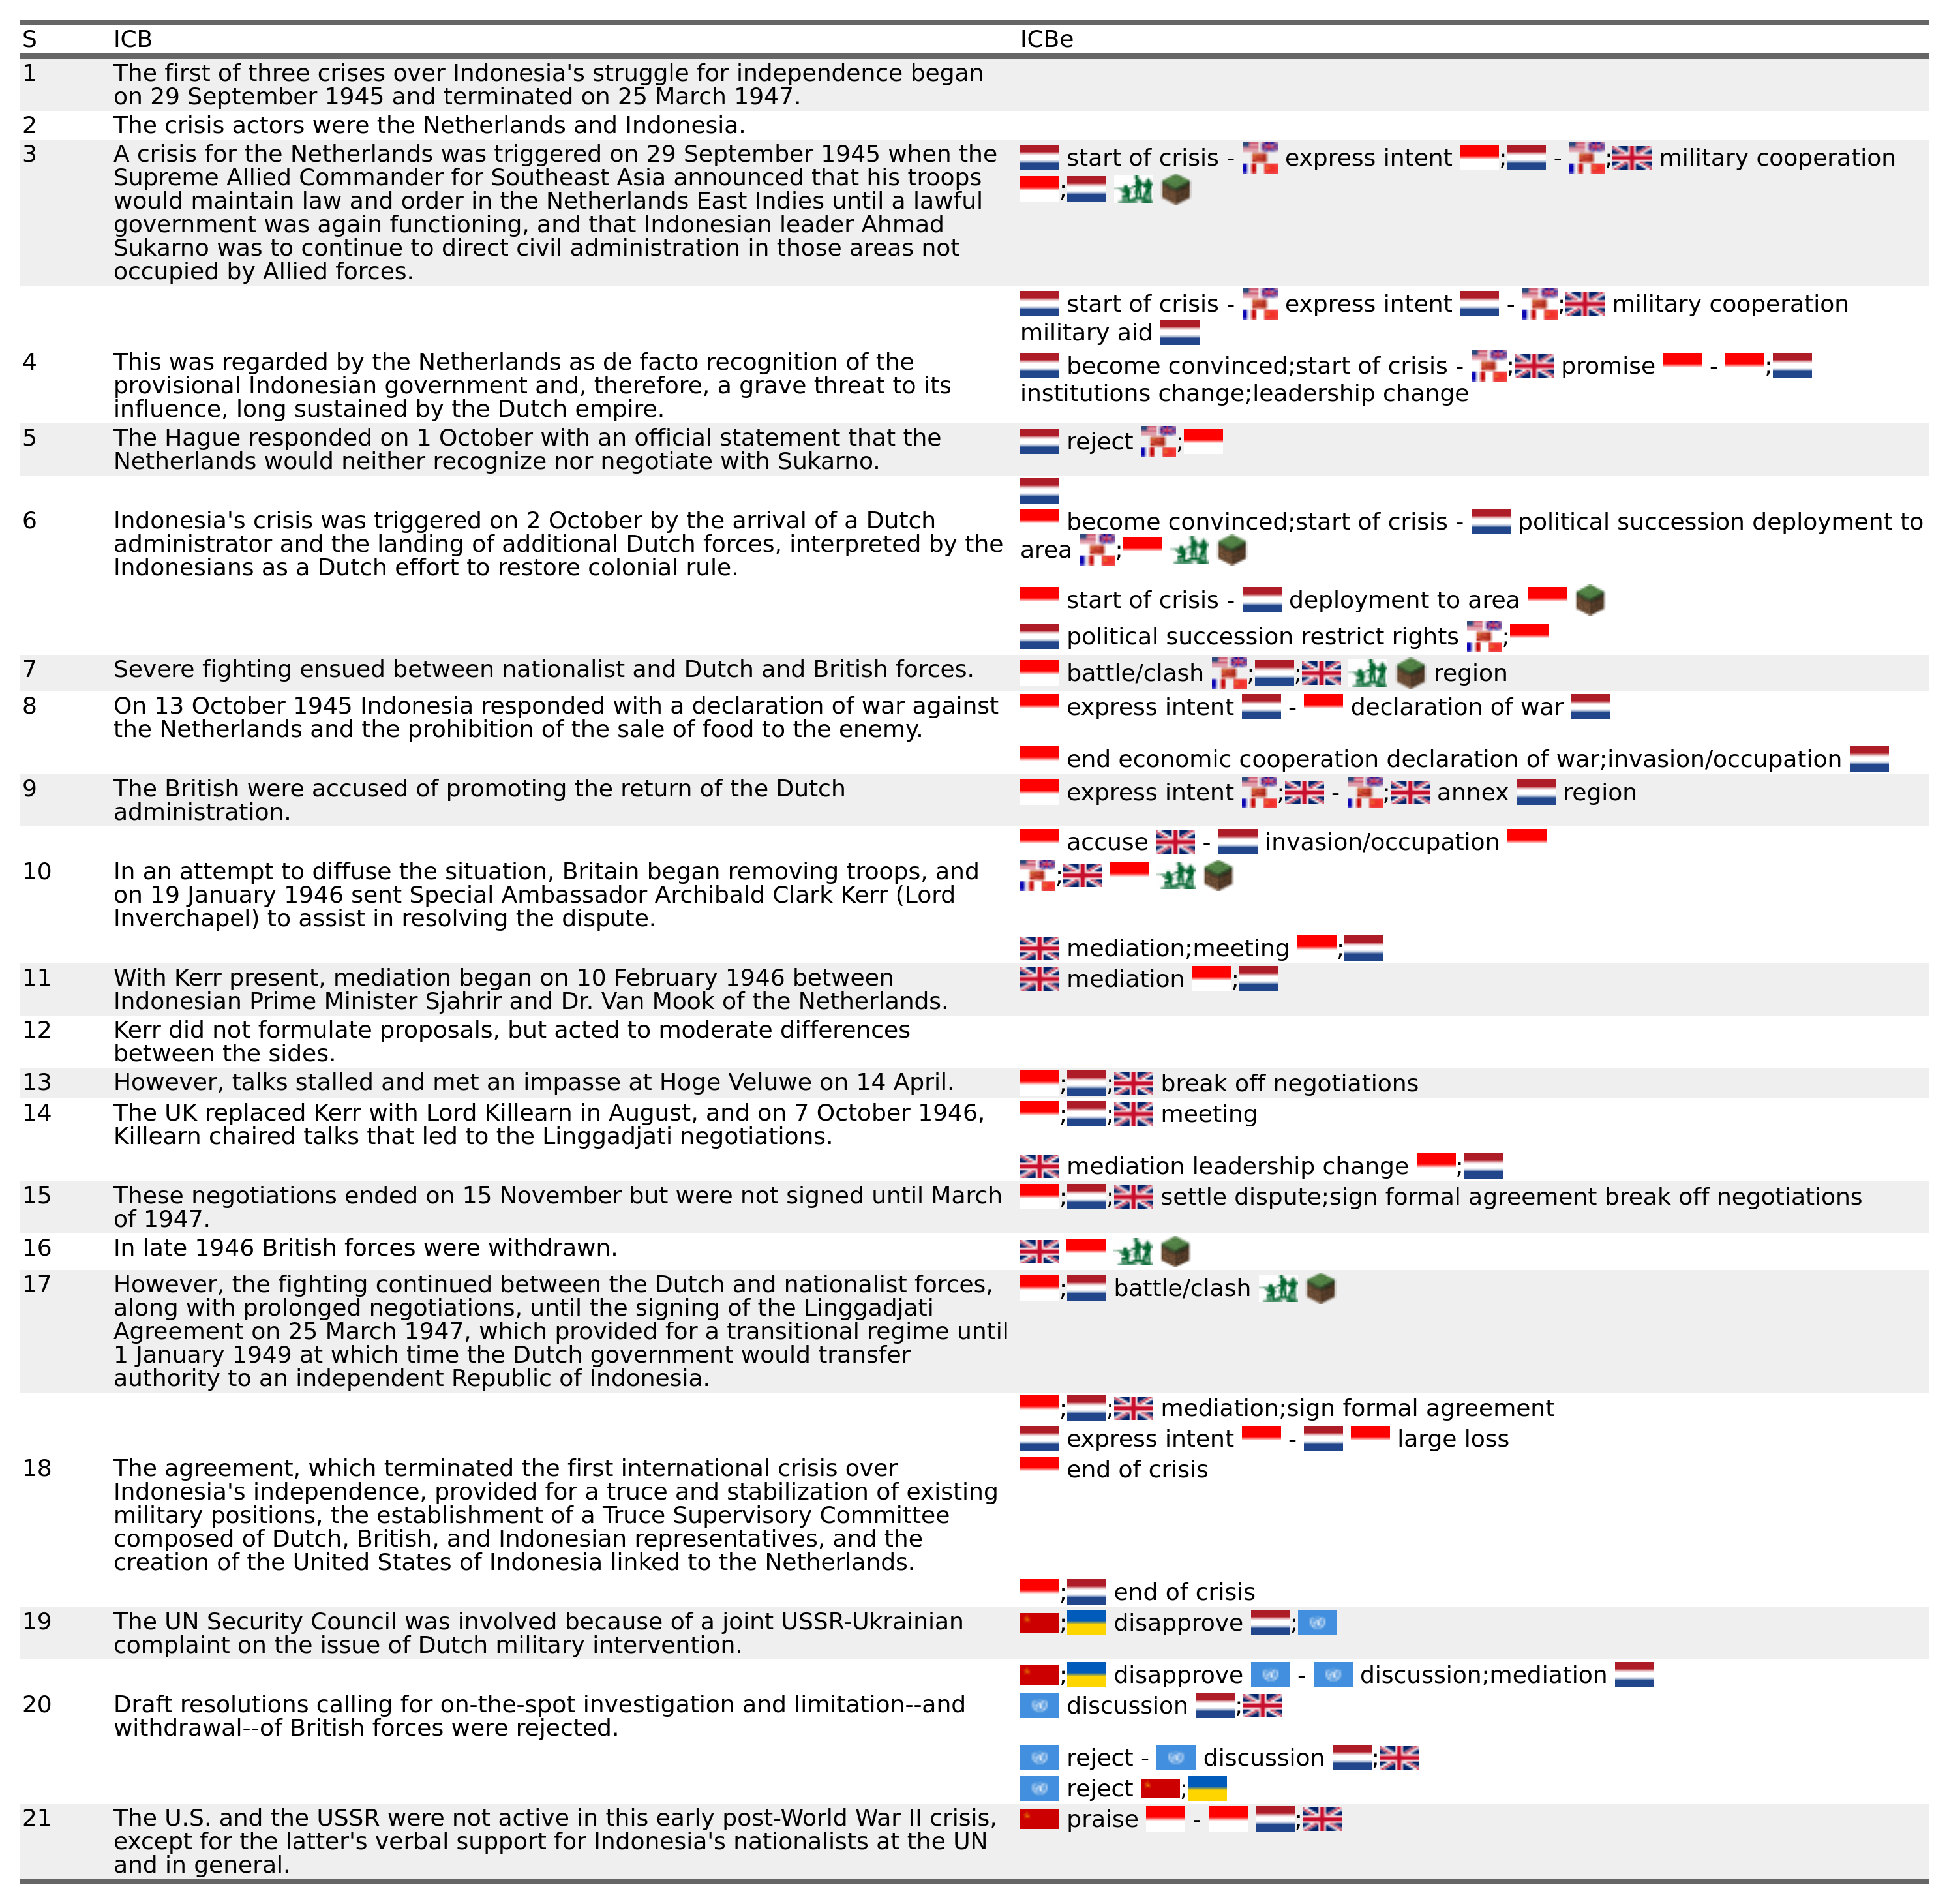 S ICB ICBe
1 The first of three crises over Indonesia's struggle for independence began
on 29 September 1945 and terminated on 25 March 1947.
2 The crisis actors were the Netherlands and Indonesia.
3 A crisis for the Netherlands was triggered on 29 September 1945 when the
Supreme Allied Commander for Southeast Asia announced that his troops
would maintain law and order in the Netherlands East Indies until a lawful
government was again functioning, and that Indonesian leader Ahmad
Sukarno was to continue to direct civil administration in those areas not
occupied by Allied forces.
start of crisis - express intent ; - ; military cooperation
;
start of crisis - express intent - ; military cooperation
military aid
4 This was regarded by the Netherlands as de facto recognition of the
provisional Indonesian government and, therefore, a grave threat to its
influence, long sustained by the Dutch empire.
become convinced;start of crisis - ; promise - ;
institutions change;leadership change
5 The Hague responded on 1 October with an official statement that the
Netherlands would neither recognize nor negotiate with Sukarno.
reject ;
6 Indonesia's crisis was triggered on 2 October by the arrival of a Dutch
administrator and the landing of additional Dutch forces, interpreted by the
Indonesians as a Dutch effort to restore colonial rule.
become convinced;start of crisis - political succession deployment to
area ;
start of crisis - deployment to area
political succession restrict rights ;
7 Severe fighting ensued between nationalist and Dutch and British forces.
battle/clash ; ; region
8 On 13 October 1945 Indonesia responded with a declaration of war against
the Netherlands and the prohibition of the sale of food to the enemy.
express intent - declaration of war
end economic cooperation declaration of war;invasion/occupation
9 The British were accused of promoting the return of the Dutch
administration.
express intent ; - ; annex region
accuse - invasion/occupation
10 In an attempt to diffuse the situation, Britain began removing troops, and
on 19 January 1946 sent Special Ambassador Archibald Clark Kerr (Lord
Inverchapel) to assist in resolving the dispute.
;
mediation;meeting ;
11 With Kerr present, mediation began on 10 February 1946 between
Indonesian Prime Minister Sjahrir and Dr. Van Mook of the Netherlands.
mediation ;
12 Kerr did not formulate proposals, but acted to moderate differences
between the sides.
13 However, talks stalled and met an impasse at Hoge Veluwe on 14 April.
; ; break off negotiations
14 The UK replaced Kerr with Lord Killearn in August, and on 7 October 1946,
Killearn chaired talks that led to the Linggadjati negotiations.
; ; meeting
mediation leadership change ;
15 These negotiations ended on 15 November but were not signed until March
of 1947.
; ; settle dispute;sign formal agreement break off negotiations
16 In late 1946 British forces were withdrawn.
17 However, the fighting continued between the Dutch and nationalist forces,
along with prolonged negotiations, until the signing of the Linggadjati
Agreement on 25 March 1947, which provided for a transitional regime until
1 January 1949 at which time the Dutch government would transfer
authority to an independent Republic of Indonesia.
; battle/clash
; ; mediation;sign formal agreement
express intent - large loss
18 The agreement, which terminated the first international crisis over
Indonesia's independence, provided for a truce and stabilization of existing
military positions, the establishment of a Truce Supervisory Committee
composed of Dutch, British, and Indonesian representatives, and the
creation of the United States of Indonesia linked to the Netherlands.
end of crisis
; end of crisis
19 The UN Security Council was involved because of a joint USSR-Ukrainian
complaint on the issue of Dutch military intervention.
; disapprove ;
; disapprove - discussion;mediation
20 Draft resolutions calling for on-the-spot investigation and limitation--and
withdrawal--of British forces were rejected.
discussion ;
reject - discussion ;
reject ;
21 The U.S. and the USSR were not active in this early post-World War II crisis,
except for the latter's verbal support for Indonesia's nationalists at the UN
and in general.
praise - ;